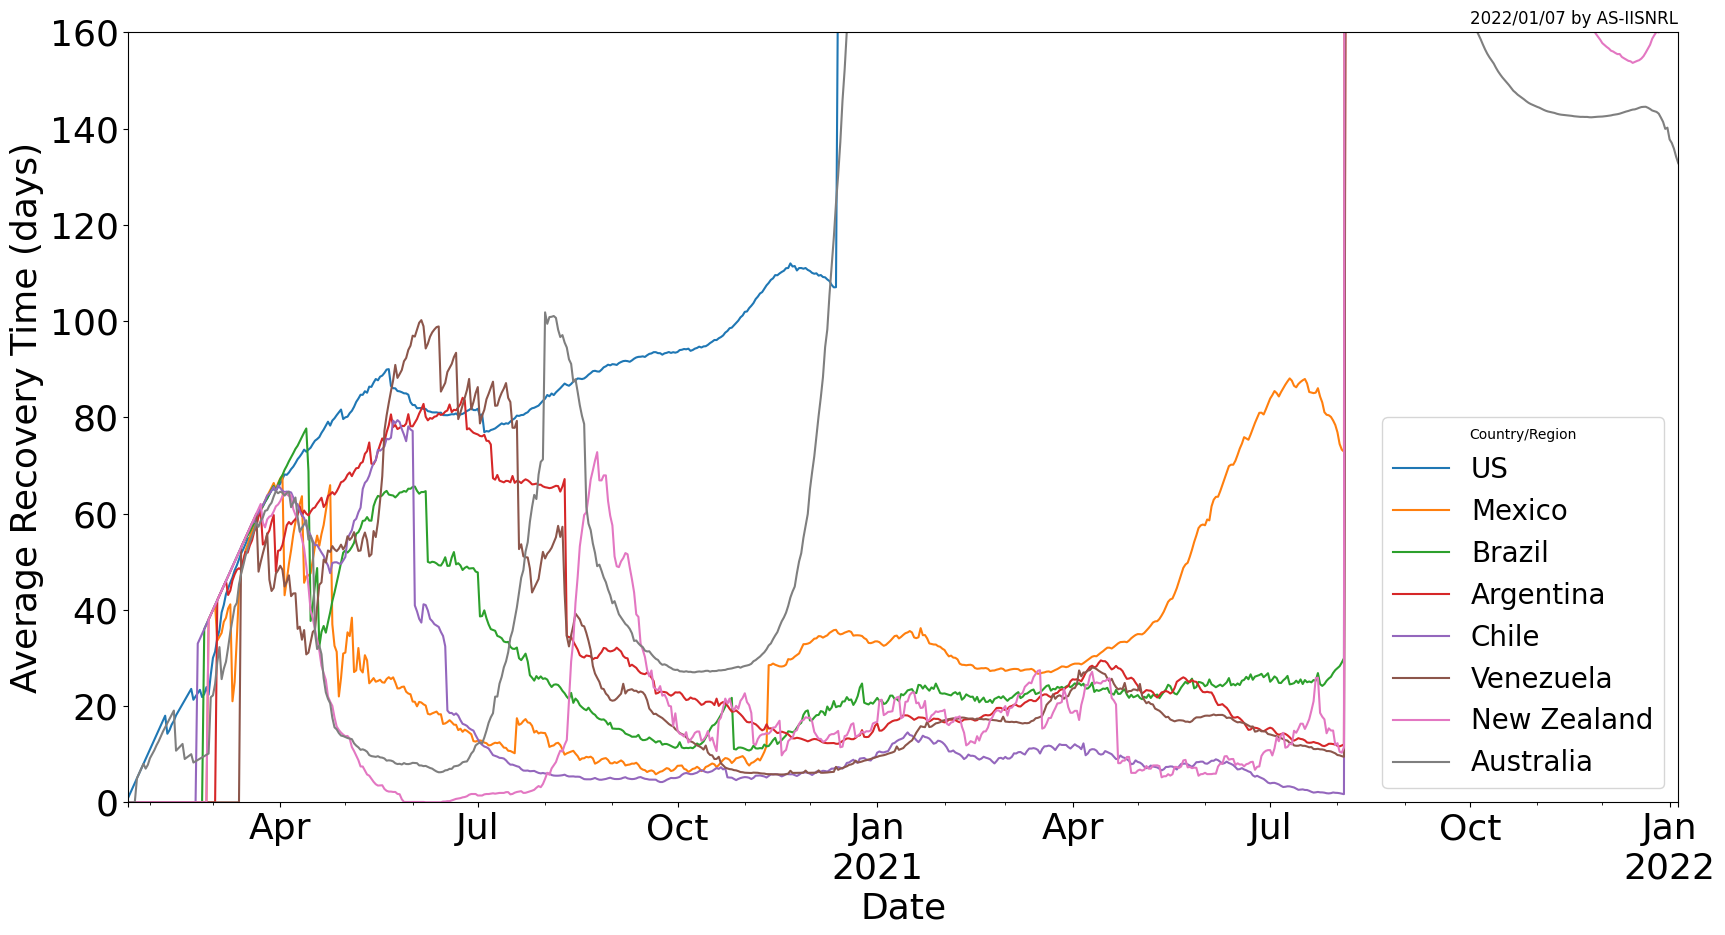 2022/01/07 by AS-IISNRL
160
140
120
100
80
60
40
20
0
Average Recovery Time (days)
Country/Region
US
Mexico
Brazil
Argentina
Chile
Venezuela
New Zealand
Australia
Apr Jul Oct Jan Apr Jul Oct Jan
2021 2022
Date